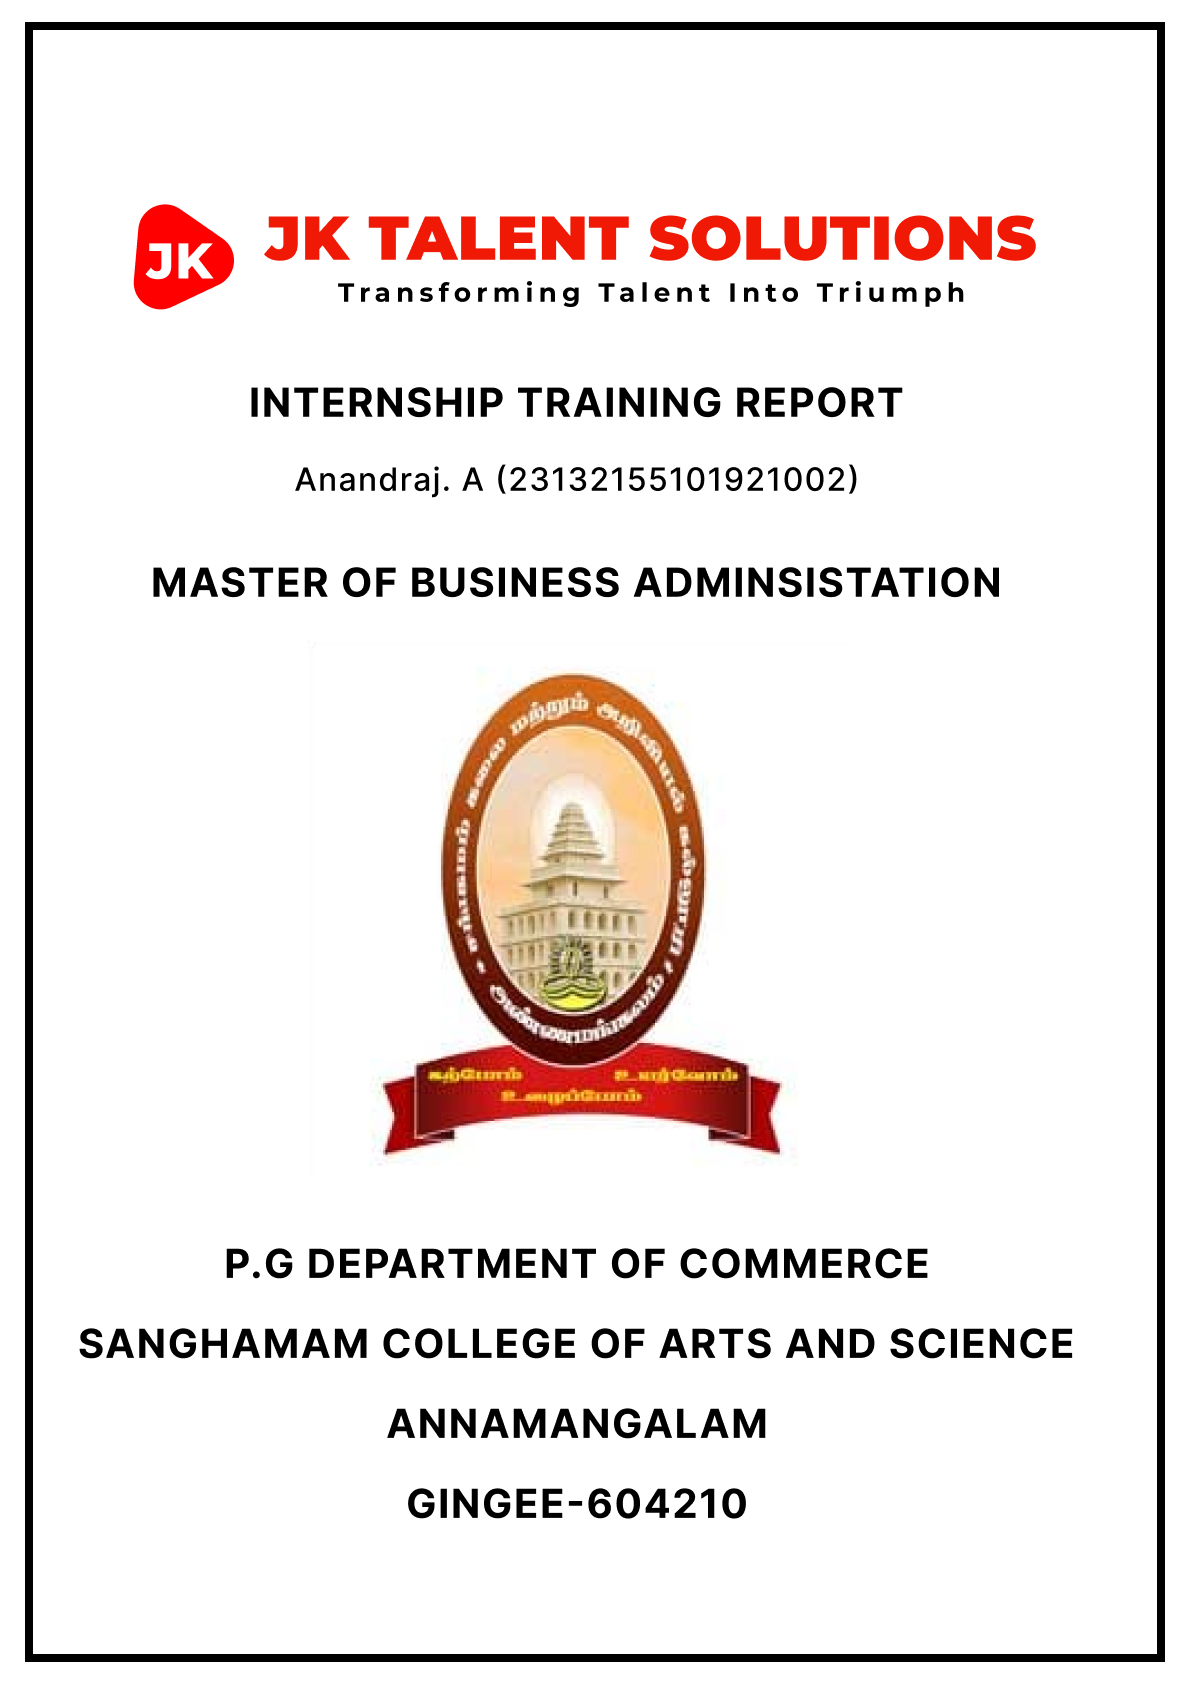 JK
JK TALENT SOLUTIONS
Transforming Talent Into Triumph
INTERNSHIP TRAINING REPORT
Anandraj. A (23132155101921002)
MASTER OF BUSINESS ADMINSISTATION
சங்கமம் கலை மற்றும் அறிவியல் கல்லூரி
அன்னமங்கலம்
கற்போம் உயர்வோம்
உழைப்போம்
P.G DEPARTMENT OF COMMERCE
SANGHAMAM COLLEGE OF ARTS AND SCIENCE
ANNAMANGALAM
GINGEE-604210